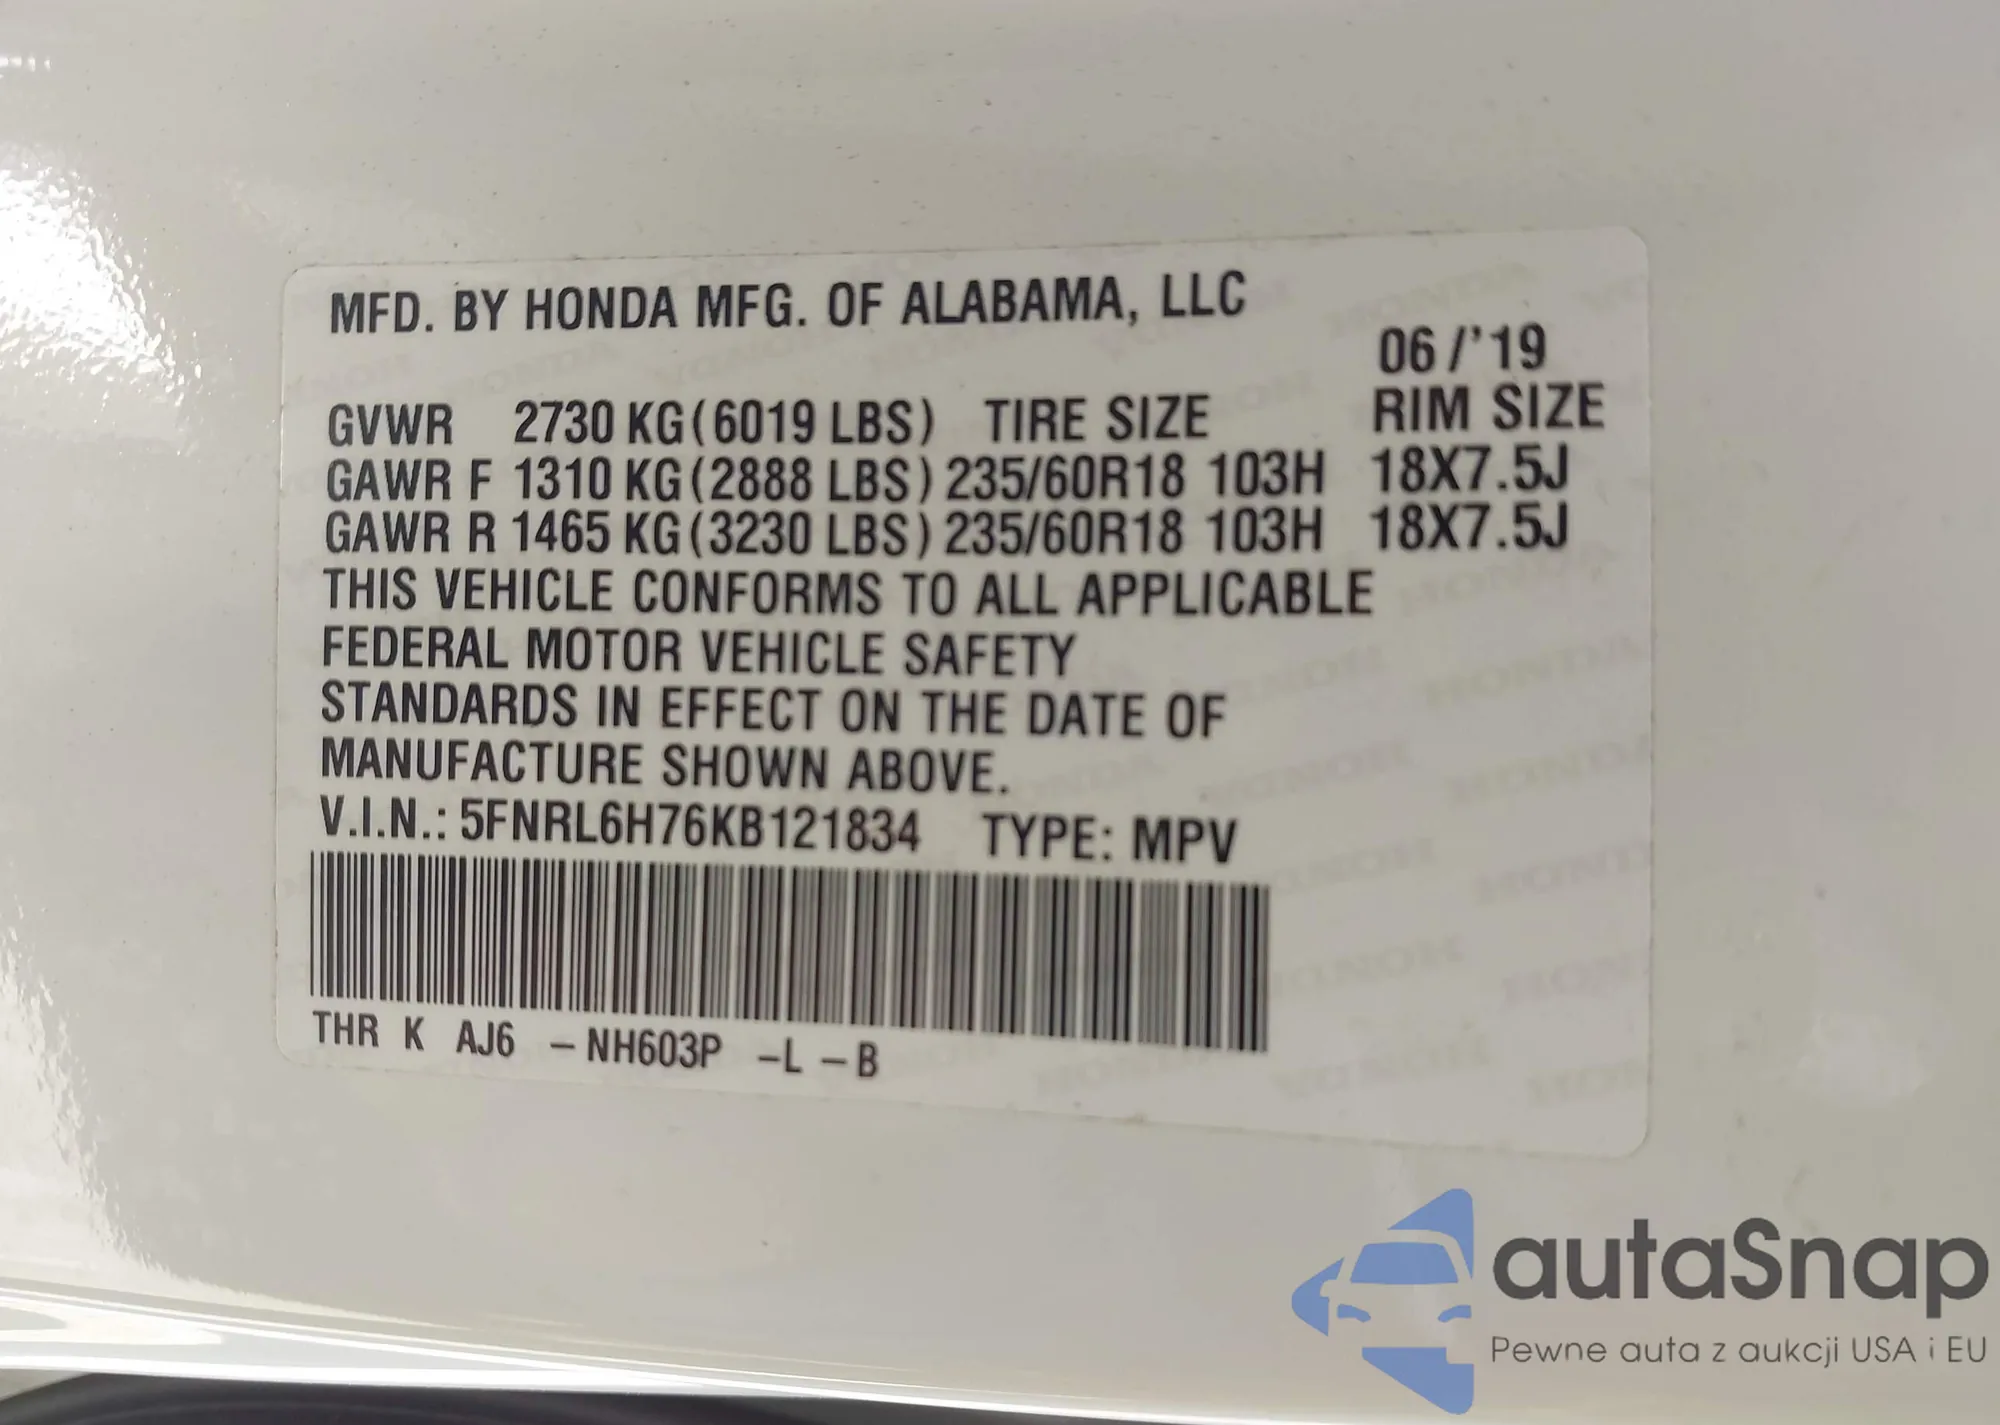 MFD. BY HONDA MFG. OF ALABAMA, LLC
06/'19
GVWR 2730 KG(6019 LBS) TIRE SIZE RIM SIZE
GAWR F 1310 KG(2888 LBS) 235/60R18 103H 18X7.5J
GAWR R 1465 KG(3230 LBS) 235/60R18 103H 18X7.5J
THIS VEHICLE CONFORMS TO ALL APPLICABLE
FEDERAL MOTOR VEHICLE SAFETY
STANDARDS IN EFFECT ON THE DATE OF
MANUFACTURE SHOWN ABOVE.
V.I.N.: 5FNRL6H76KB121834 TYPE: MPV
THR K AJ6 -NH603P -L -B
autaSnap
Pewne auta z aukcji USA i EU